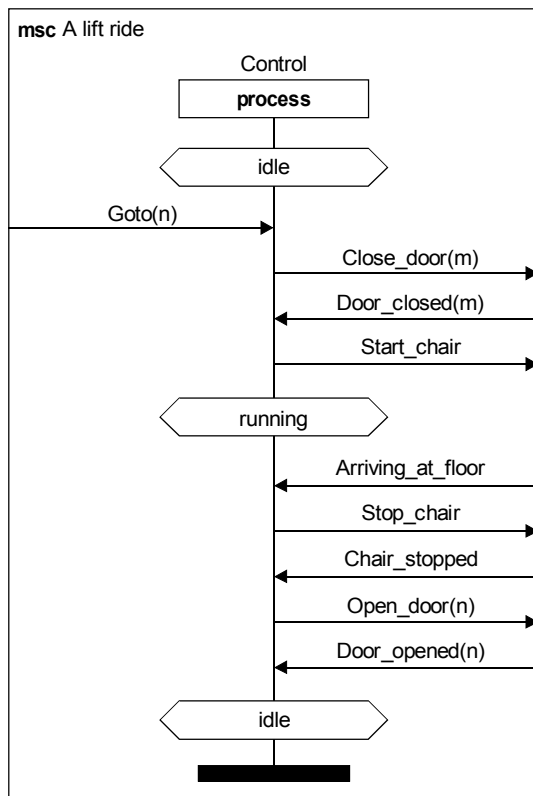 msc A lift ride
Control
process
idle
Goto(n)
Close_door(m)
Door_closed(m)
Start_chair
running
Arriving_at_floor
Stop_chair
Chair_stopped
Open_door(n)
Door_opened(n)
idle